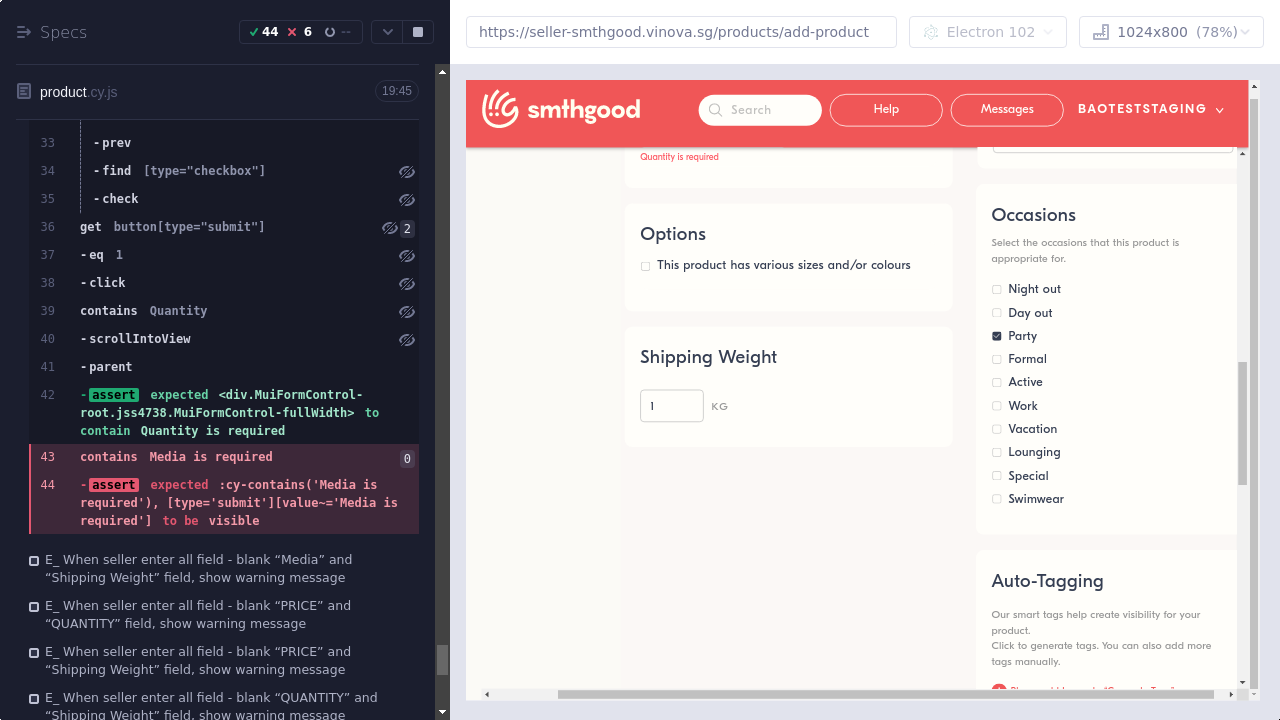 Specs
44
6
--
product.cy.js
19:45
33 -prev
34 -find [type="checkbox"]
35 -check
36 get button[type="submit"] 2
37 -eq 1
38 -click
39 contains Quantity
40 -scrollIntoView
41 -parent
42 -assert expected <div.MuiFormControl-
root.jss4738.MuiFormControl-fullWidth> to
contain Quantity is required
43 contains Media is required 0
44 -assert expected :cy-contains('Media is
required'), [type='submit'][value~='Media is
required'] to be visible
E_ When seller enter all field - blank “Media” and
“Shipping Weight” field, show warning message
E_ When seller enter all field - blank “PRICE” and
“QUANTITY” field, show warning message
E_ When seller enter all field - blank “PRICE” and
“Shipping Weight” field, show warning message
E_ When seller enter all field - blank “QUANTITY” and
“Shipping Weight” field, show warning message
https://seller-smthgood.vinova.sg/products/add-product
Electron 102
1024x800 (78%)
smthgood
Search
Help
Messages
BAOTESTSTAGING
Quantity is required
Options
This product has various sizes and/or colours
Shipping Weight
1 KG
Occasions
Select the occasions that this product is
appropriate for.
Night out
Day out
Party
Formal
Active
Work
Vacation
Lounging
Special
Swimwear
Auto-Tagging
Our smart tags help create visibility for your
product.
Click to generate tags. You can also add more
tags manually.